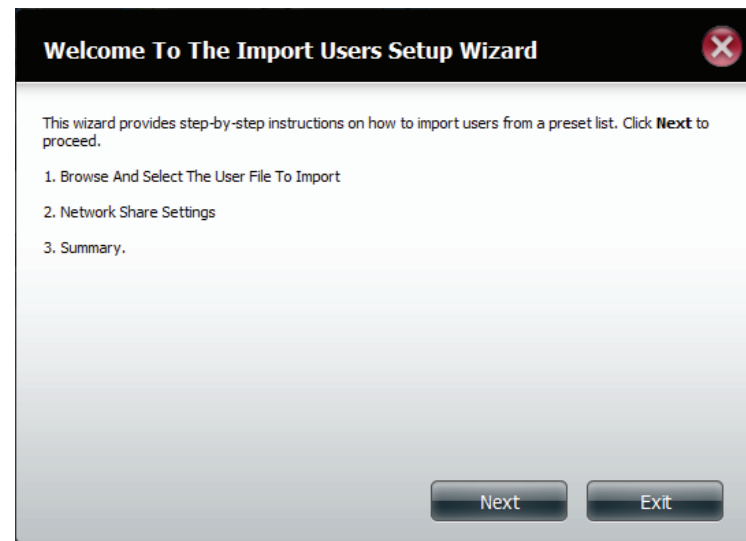 Welcome To The Import Users Setup Wizard
This wizard provides step-by-step instructions on how to import users from a preset list. Click Next to
proceed.
1. Browse And Select The User File To Import
2. Network Share Settings
3. Summary.
Next
Exit